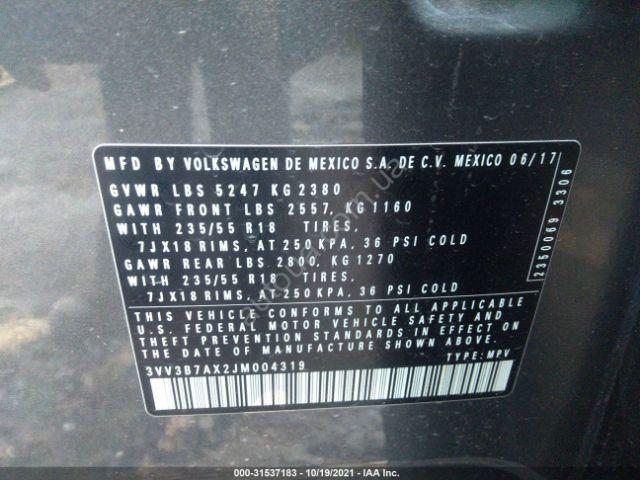 MFD BY VOLKSWAGEN DE MEXICO S.A. DE C.V. MEXICO 06/17
GVWR LBS 5247 KG 2380
GAWR FRONT LBS 2557, KG 1160
WITH 235/55 R18 TIRES,
7JX18 RIMS, AT 250 KPA, 36 PSI COLD
GAWR REAR LBS 2800, KG 1270
WITH 235/55 R18 TIRES,
7JX18 RIMS, AT 250 KPA, 36 PSI COLD
THIS VEHICLE CONFORMS TO ALL APPLICABLE
U.S. FEDERAL MOTOR VEHICLE SAFETY AND
THEFT PREVENTION STANDARDS IN EFFECT
ON THE DATE OF MANUFACTURE SHOWN ABOVE.
3VV3B7AX2JM004319 TYPE: MPV
2350069 3306
000-31537183 - 10/19/2021 - IAA Inc.